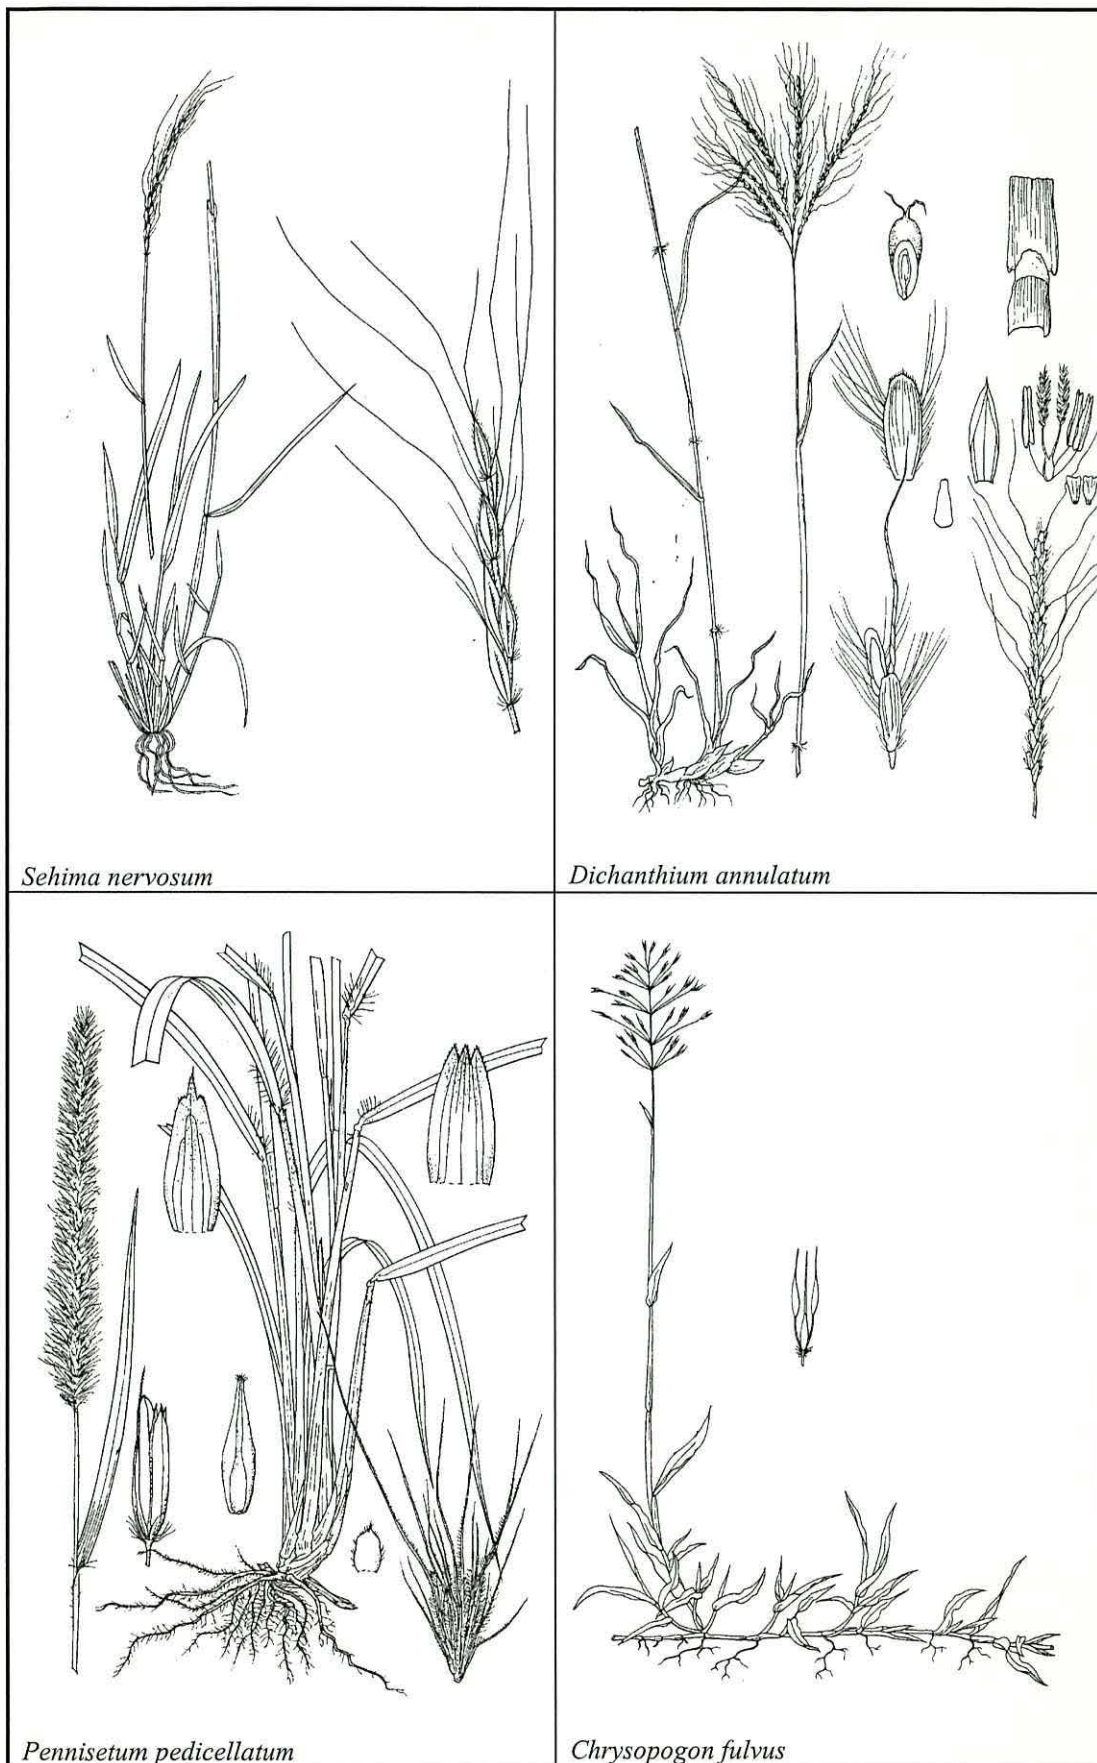 Sehima nervosum
Dichanthium annulatum
Pennisetum pedicellatum
Chrysopogon fulvus